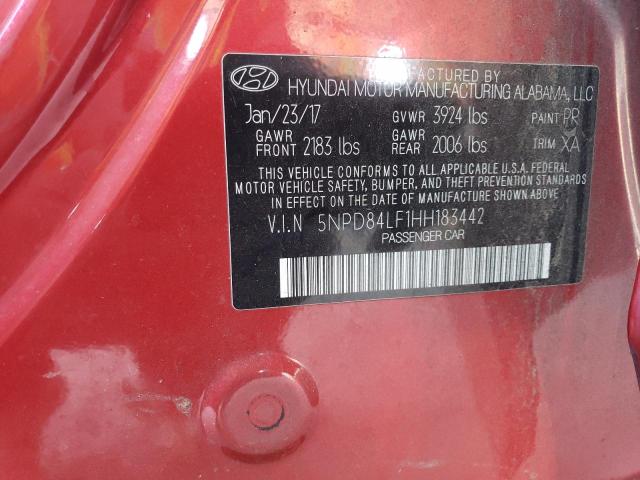 MANUFACTURED BY
HYUNDAI MOTOR MANUFACTURING ALABAMA, LLC
Jan/23/17 GVWR 3924 lbs PAINT PR
GAWR FRONT 2183 lbs GAWR REAR 2006 lbs TRIM XA
THIS VEHICLE CONFORMS TO ALL APPLICABLE U.S.A. FEDERAL
MOTOR VEHICLE SAFETY, BUMPER, AND THEFT PREVENTION STANDARDS
IN EFFECT ON THE DATE OF MANUFACTURE SHOWN ABOVE.
V.I.N 5NPD84LF1HH183442
PASSENGER CAR